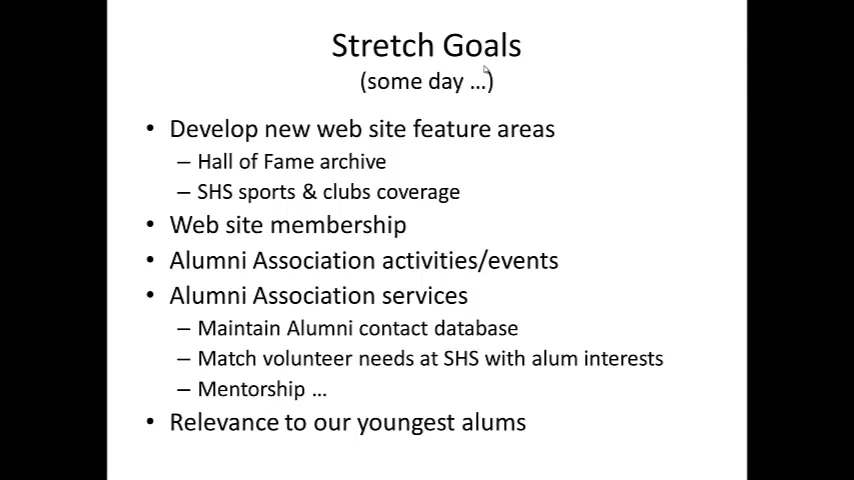 Stretch Goals
(some day ...)
• Develop new web site feature areas
– Hall of Fame archive
– SHS sports & clubs coverage
• Web site membership
• Alumni Association activities/events
• Alumni Association services
– Maintain Alumni contact database
– Match volunteer needs at SHS with alum interests
– Mentorship ...
• Relevance to our youngest alums